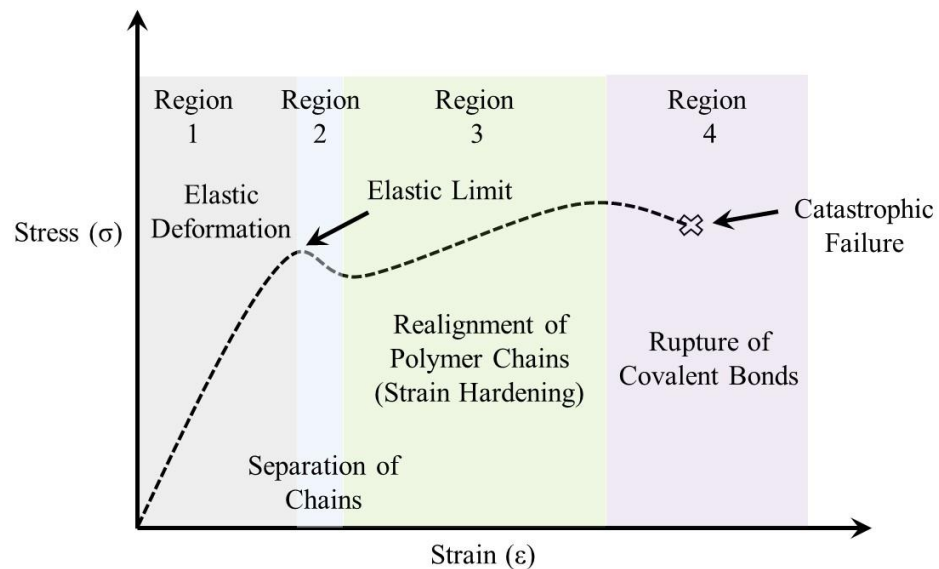 Region
1
Region
2
Region
3
Region
4
Elastic
Deformation
Elastic Limit
Stress (σ)
Catastrophic
Failure
Realignment of
Polymer Chains
(Strain Hardening)
Rupture of
Covalent Bonds
Separation of
Chains
Strain (ε)